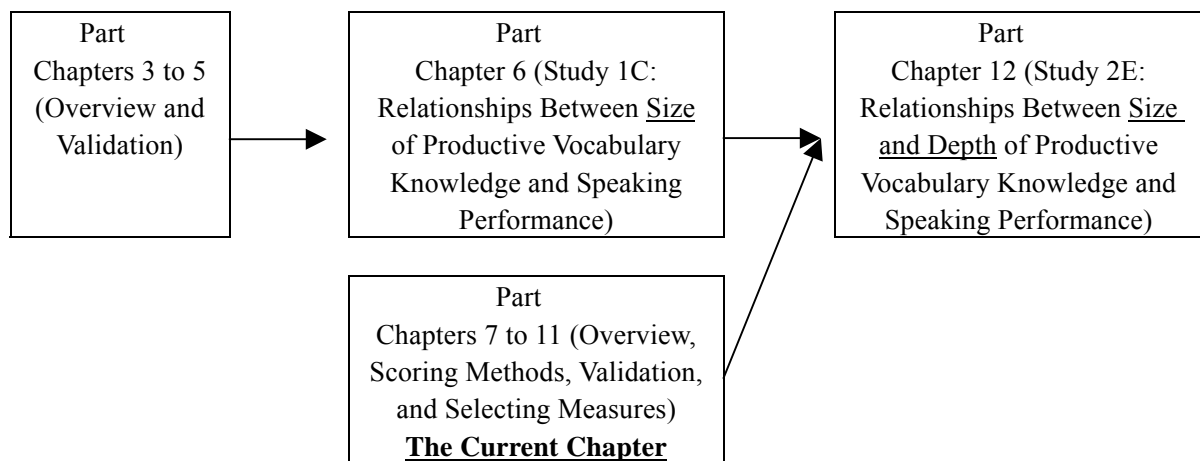 Part
Chapters 3 to 5
(Overview and
Validation)
Part
Chapter 6 (Study 1C:
Relationships Between Size
of Productive Vocabulary
Knowledge and Speaking
Performance)
Part
Chapter 12 (Study 2E:
Relationships Between Size
and Depth of Productive
Vocabulary Knowledge and
Speaking Performance)
Part
Chapters 7 to 11 (Overview,
Scoring Methods, Validation,
and Selecting Measures)
The Current Chapter